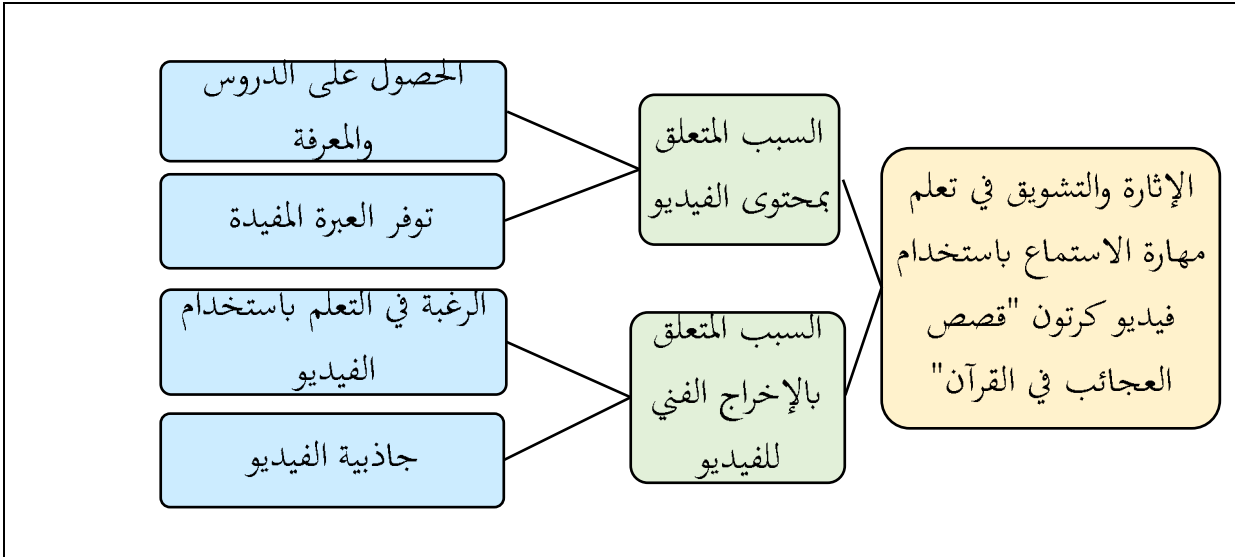 الإثارة والتشويق في تعلم
مهارة الاستماع باستخدام
فيديو كرتون "قصص
العجائب في القرآن"
السبب المتعلق
بمحتوى الفيديو
الحصول على الدروس
والمعرفة
توفر العبرة المفيدة
السبب المتعلق
بالإخراج الفني
للفيديو
الرغبة في التعلم باستخدام
الفيديو
جاذبية الفيديو